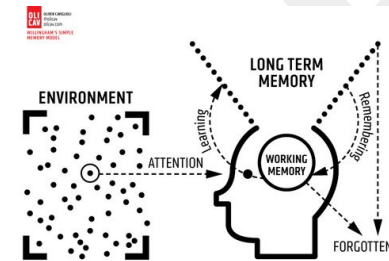 OLI
CAV
OLIVER CAVIGLIOLI
@olicav
olicav.com
WILLINGHAM'S SIMPLE
MEMORY MODEL
ENVIRONMENT
ATTENTION
LONG TERM
MEMORY
Learning
Remembering
WORKING
MEMORY
FORGOTTEN